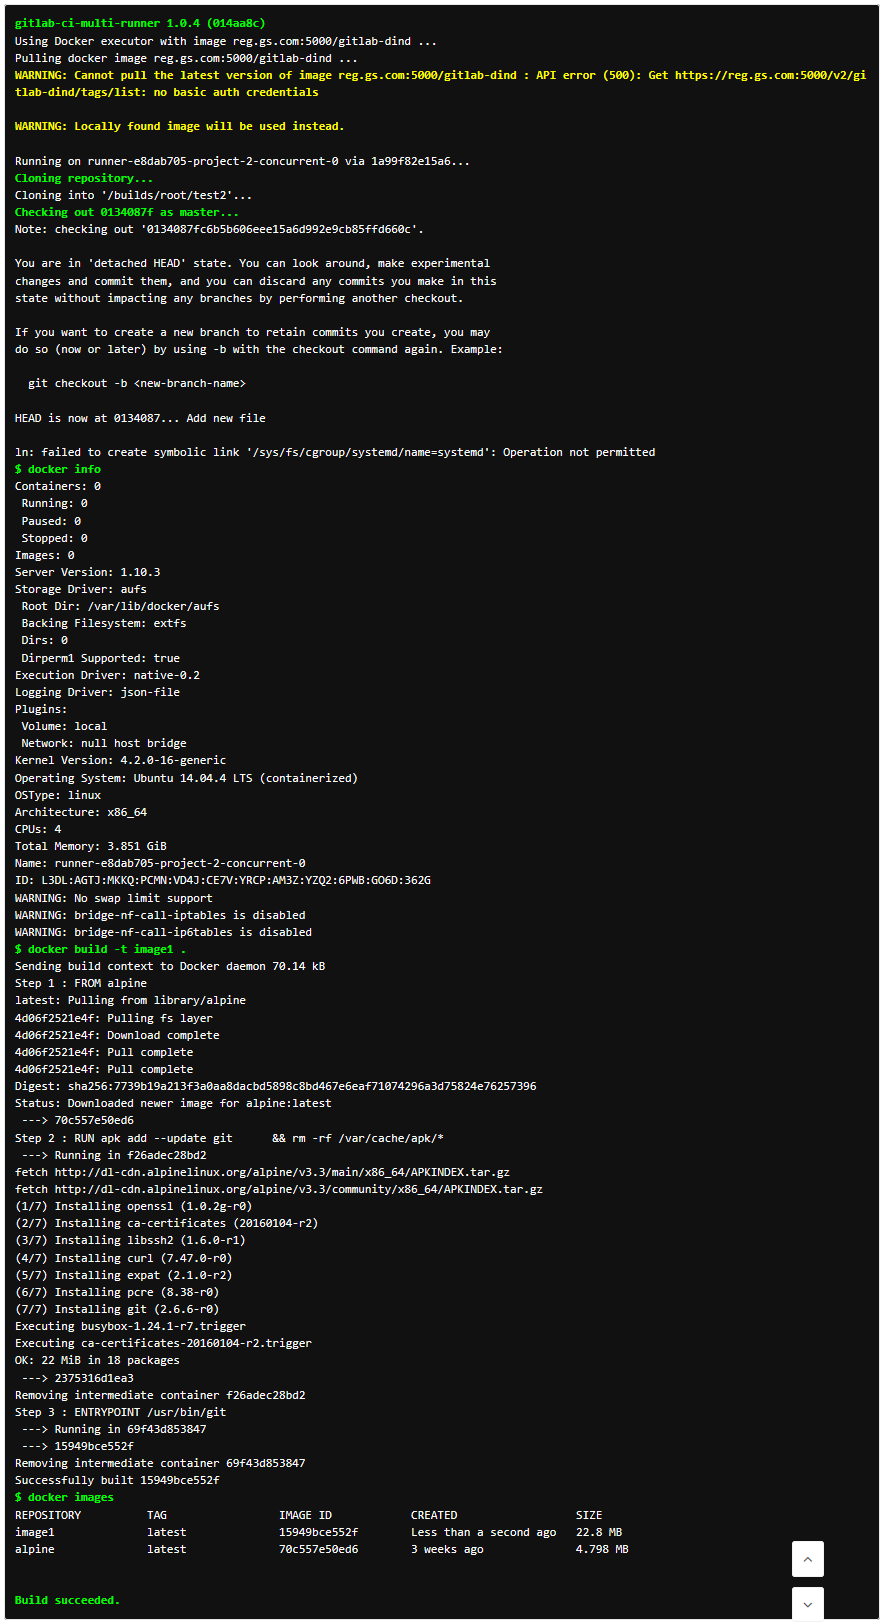 gitlab-ci-multi-runner 1.0.4 (014aa8c)
Using Docker executor with image reg.gs.com:5000/gitlab-dind ...
Pulling docker image reg.gs.com:5000/gitlab-dind ...
WARNING: Cannot pull the latest version of image reg.gs.com:5000/gitlab-dind : API error (500): Get https://reg.gs.com:5000/v2/gi
tlab-dind/tags/list: no basic auth credentials
WARNING: Locally found image will be used instead.
Running on runner-e8dab705-project-2-concurrent-0 via 1a99f82e15a6...
Cloning repository...
Cloning into '/builds/root/test2'...
Checking out 0134087f as master...
Note: checking out '0134087fc6b5b606eee15a6d992e9cb85ffd660c'.
You are in 'detached HEAD' state. You can look around, make experimental
changes and commit them, and you can discard any commits you make in this
state without impacting any branches by performing another checkout.
If you want to create a new branch to retain commits you create, you may
do so (now or later) by using -b with the checkout command again. Example:
  git checkout -b <new-branch-name>
HEAD is now at 0134087... Add new file
ln: failed to create symbolic link '/sys/fs/cgroup/systemd/name=systemd': Operation not permitted
$ docker info
Containers: 0
 Running: 0
 Paused: 0
 Stopped: 0
Images: 0
Server Version: 1.10.3
Storage Driver: aufs
 Root Dir: /var/lib/docker/aufs
 Backing Filesystem: extfs
 Dirs: 0
 Dirperm1 Supported: true
Execution Driver: native-0.2
Logging Driver: json-file
Plugins:
 Volume: local
 Network: null host bridge
Kernel Version: 4.2.0-16-generic
Operating System: Ubuntu 14.04.4 LTS (containerized)
OSType: linux
Architecture: x86_64
CPUs: 4
Total Memory: 3.851 GiB
Name: runner-e8dab705-project-2-concurrent-0
ID: L3DL:AGTJ:MKKQ:PCMN:VD4J:CE7V:YRCP:AM3Z:YZQ2:6PWB:GO6D:362G
WARNING: No swap limit support
WARNING: bridge-nf-call-iptables is disabled
WARNING: bridge-nf-call-ip6tables is disabled
$ docker build -t image1 .
Sending build context to Docker daemon 70.14 kB
Step 1 : FROM alpine
latest: Pulling from library/alpine
4d06f2521e4f: Pulling fs layer
4d06f2521e4f: Download complete
4d06f2521e4f: Pull complete
4d06f2521e4f: Pull complete
Digest: sha256:7739b19a213f3a0aa8dacbd5898c8bd467e6eaf71074296a3d75824e76257396
Status: Downloaded newer image for alpine:latest
 ---> 70c557e50ed6
Step 2 : RUN apk add --update git      && rm -rf /var/cache/apk/*
 ---> Running in f26adec28bd2
fetch http://dl-cdn.alpinelinux.org/alpine/v3.3/main/x86_64/APKINDEX.tar.gz
fetch http://dl-cdn.alpinelinux.org/alpine/v3.3/community/x86_64/APKINDEX.tar.gz
(1/7) Installing openssl (1.0.2g-r0)
(2/7) Installing ca-certificates (20160104-r2)
(3/7) Installing libssh2 (1.6.0-r1)
(4/7) Installing curl (7.47.0-r0)
(5/7) Installing expat (2.1.0-r2)
(6/7) Installing pcre (8.38-r0)
(7/7) Installing git (2.6.6-r0)
Executing busybox-1.24.1-r7.trigger
Executing ca-certificates-20160104-r2.trigger
OK: 22 MiB in 18 packages
 ---> 2375316d1ea3
Removing intermediate container f26adec28bd2
Step 3 : ENTRYPOINT /usr/bin/git
 ---> Running in 69f43d853847
 ---> 15949bce552f
Removing intermediate container 69f43d853847
Successfully built 15949bce552f
$ docker images
REPOSITORY          TAG                 IMAGE ID            CREATED                  SIZE
image1              latest              15949bce552f        Less than a second ago   22.8 MB
alpine              latest              70c557e50ed6        3 weeks ago              4.798 MB
Build succeeded.